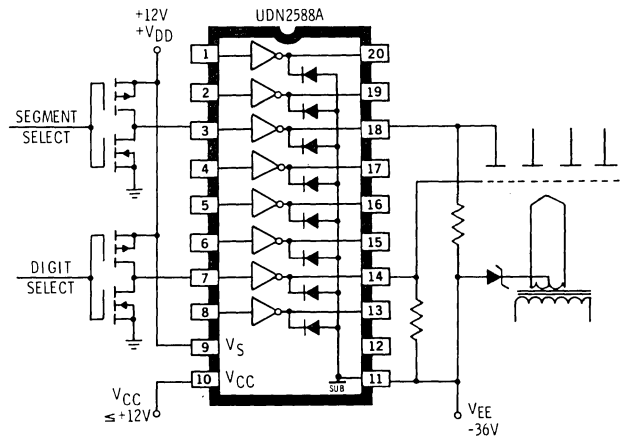 UDN2588A
+12V
+VDD
SEGMENT
SELECT
DIGIT
SELECT
1
2
3
4
5
6
7
8
9 VS
10 VCC
20
19
18
17
16
15
14
13
12
11
SUB
VCC
≤ +12V
VEE
-36V